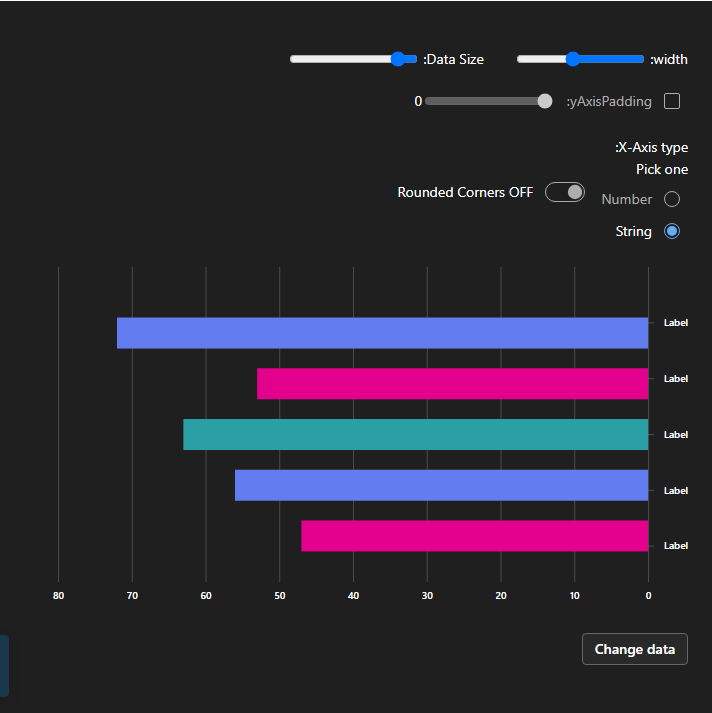 :width
:Data Size
:yAxisPadding
0
:X-Axis type
Pick one
Number
Rounded Corners OFF
String
Label
Label
Label
Label
Label
80 70 60 50 40 30 20 10 0
Change data